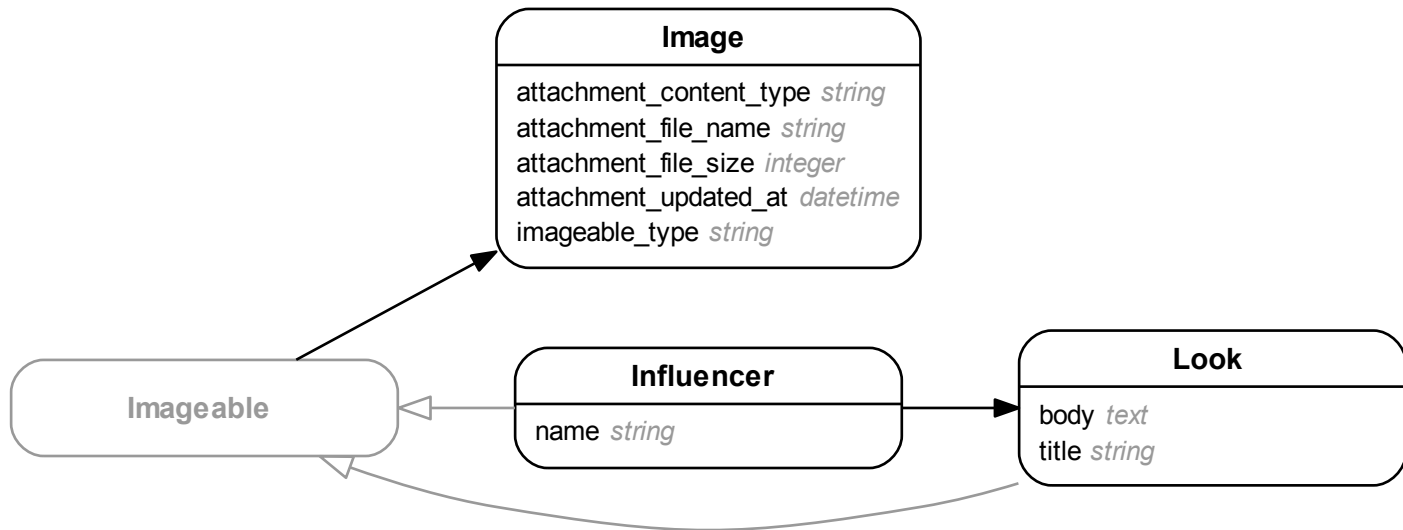 Image
attachment_content_type string
attachment_file_name string
attachment_file_size integer
attachment_updated_at datetime
imageable_type string
Imageable
Influencer
name string
Look
body text
title string